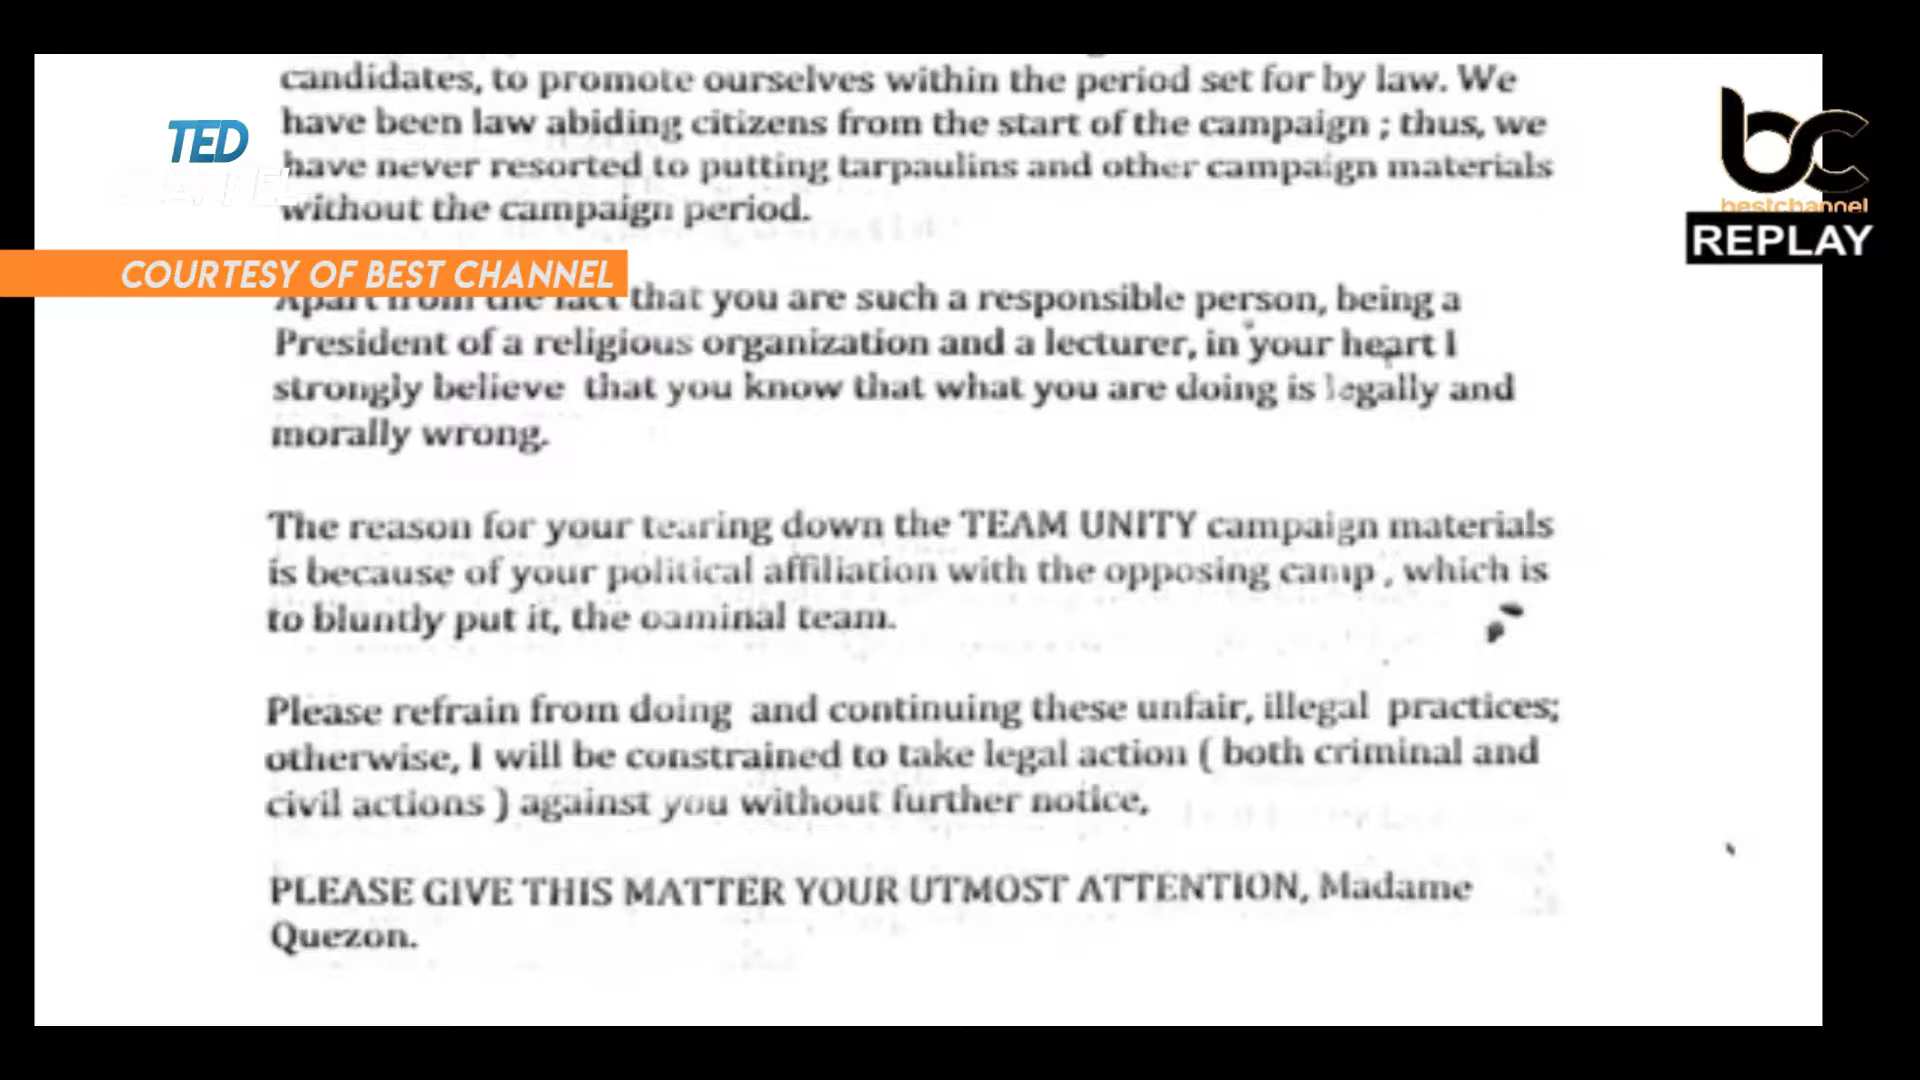 candidates, to promote ourselves within the period set for by law. We
have been law abiding citizens from the start of the campaign ; thus, we
have never resorted to putting tarpaulins and other campaign materials
without the campaign period.
TED
bc
bestchannel
REPLAY
COURTESY OF BEST CHANNEL
Apart from the fact that you are such a responsible person, being a
President of a religious organization and a lecturer, in your heart I
strongly believe that you know that what you are doing is legally and
morally wrong.
The reason for your tearing down the TEAM UNITY campaign materials
is because of your political affiliation with the opposing camp , which is
to bluntly put it, the oaminal team.
Please refrain from doing and continuing these unfair, illegal practices;
otherwise, I will be constrained to take legal action ( both criminal and
civil actions ) against you without further notice,
PLEASE GIVE THIS MATTER YOUR UTMOST ATTENTION, Madame
Quezon.